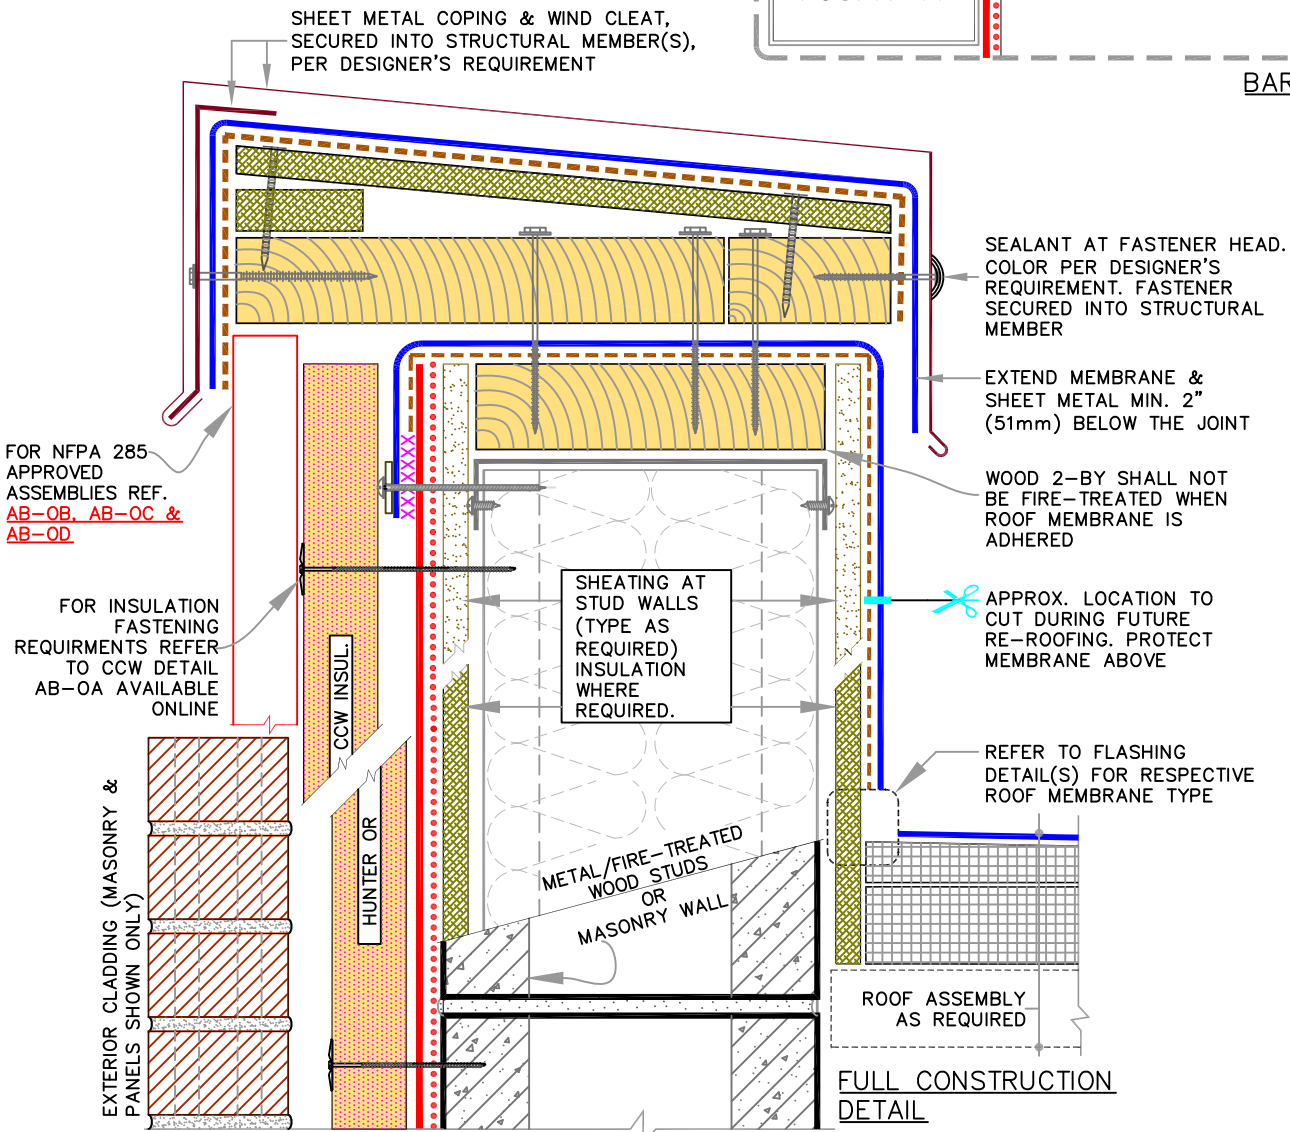 SHEET METAL COPING & WIND CLEAT,
SECURED INTO STRUCTURAL MEMBER(S),
PER DESIGNER'S REQUIREMENT
BAR
SEALANT AT FASTENER HEAD.
COLOR PER DESIGNER'S
REQUIREMENT. FASTENER
SECURED INTO STRUCTURAL
MEMBER
EXTEND MEMBRANE &
SHEET METAL MIN. 2"
(51mm) BELOW THE JOINT
FOR NFPA 285
APPROVED
ASSEMBLIES REF.
AB-OB, AB-OC &
AB-OD
WOOD 2-BY SHALL NOT
BE FIRE-TREATED WHEN
ROOF MEMBRANE IS
ADHERED
SHEATING AT
STUD WALLS
(TYPE AS
REQUIRED)
INSULATION
WHERE
REQUIRED.
APPROX. LOCATION TO
CUT DURING FUTURE
RE-ROOFING. PROTECT
MEMBRANE ABOVE
FOR INSULATION
FASTENING
REQUIRMENTS REFER
TO CCW DETAIL
AB-OA AVAILABLE
ONLINE
HUNTER OR
CCW INSUL.
REFER TO FLASHING
DETAIL(S) FOR RESPECTIVE
ROOF MEMBRANE TYPE
EXTERIOR CLADDING (MASONRY &
PANELS SHOWN ONLY)
METAL/FIRE-TREATED
WOOD STUDS
OR
MASONRY WALL
ROOF ASSEMBLY
AS REQUIRED
FULL CONSTRUCTION
DETAIL